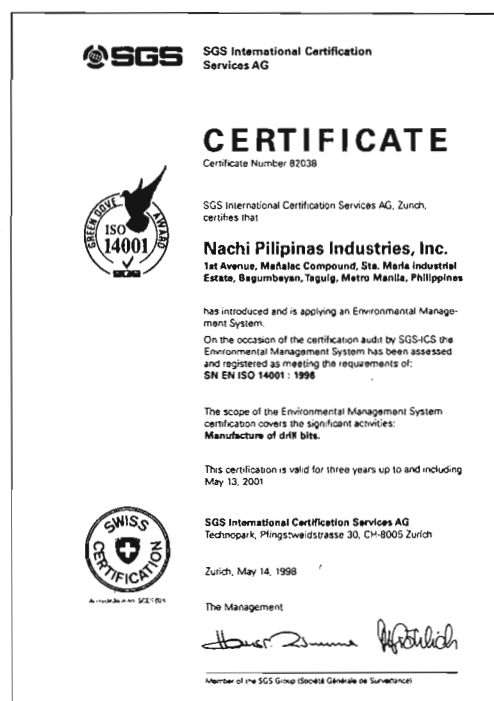 SGS
SGS International Certification
Services AG
CERTIFICATE
Certificate Number 82038
GREEN DOVE AWARD
ISO
14001
SGS
SGS International Certification Services AG, Zurich,
certifies that
Nachi Pilipinas Industries, Inc.
1st Avenue, Mañalac Compound, Sta. Maria Industrial
Estate, Bagumbayan, Taguig, Metro Manila, Philippines
has introduced and is applying an Environmental Manage-
ment System.
On the occasion of the certification audit by SGS-ICS the
Environmental Management System has been assessed
and registered as meeting the requirements of:
SN EN ISO 14001 : 1996
The scope of the Environmental Management System
certification covers the significant activities:
Manufacture of drill bits.
This certification is valid for three years up to and including
May 13, 2001
SWISS
CERTIFICATION
SGS International Certification Services AG
Technopark, Pfingstweidstrasse 30, CH-8005 Zurich
Zurich, May 14, 1998
The Management
Member of the SGS Group (Société Générale de Surveillance)